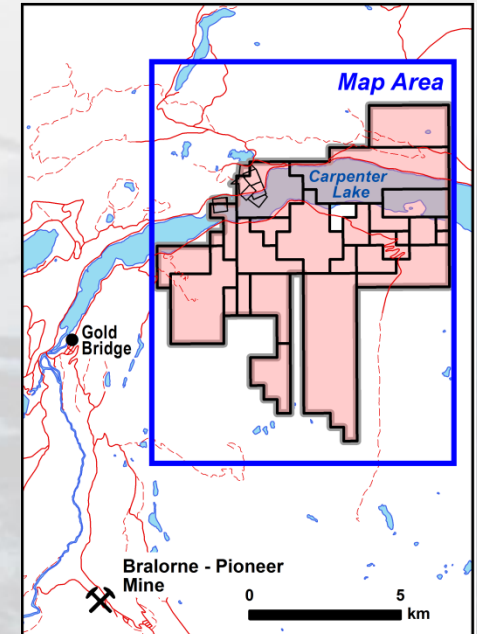 Map Area
Carpenter
Lake
Gold
Bridge
Bralorne - Pioneer
Mine
0 5
km